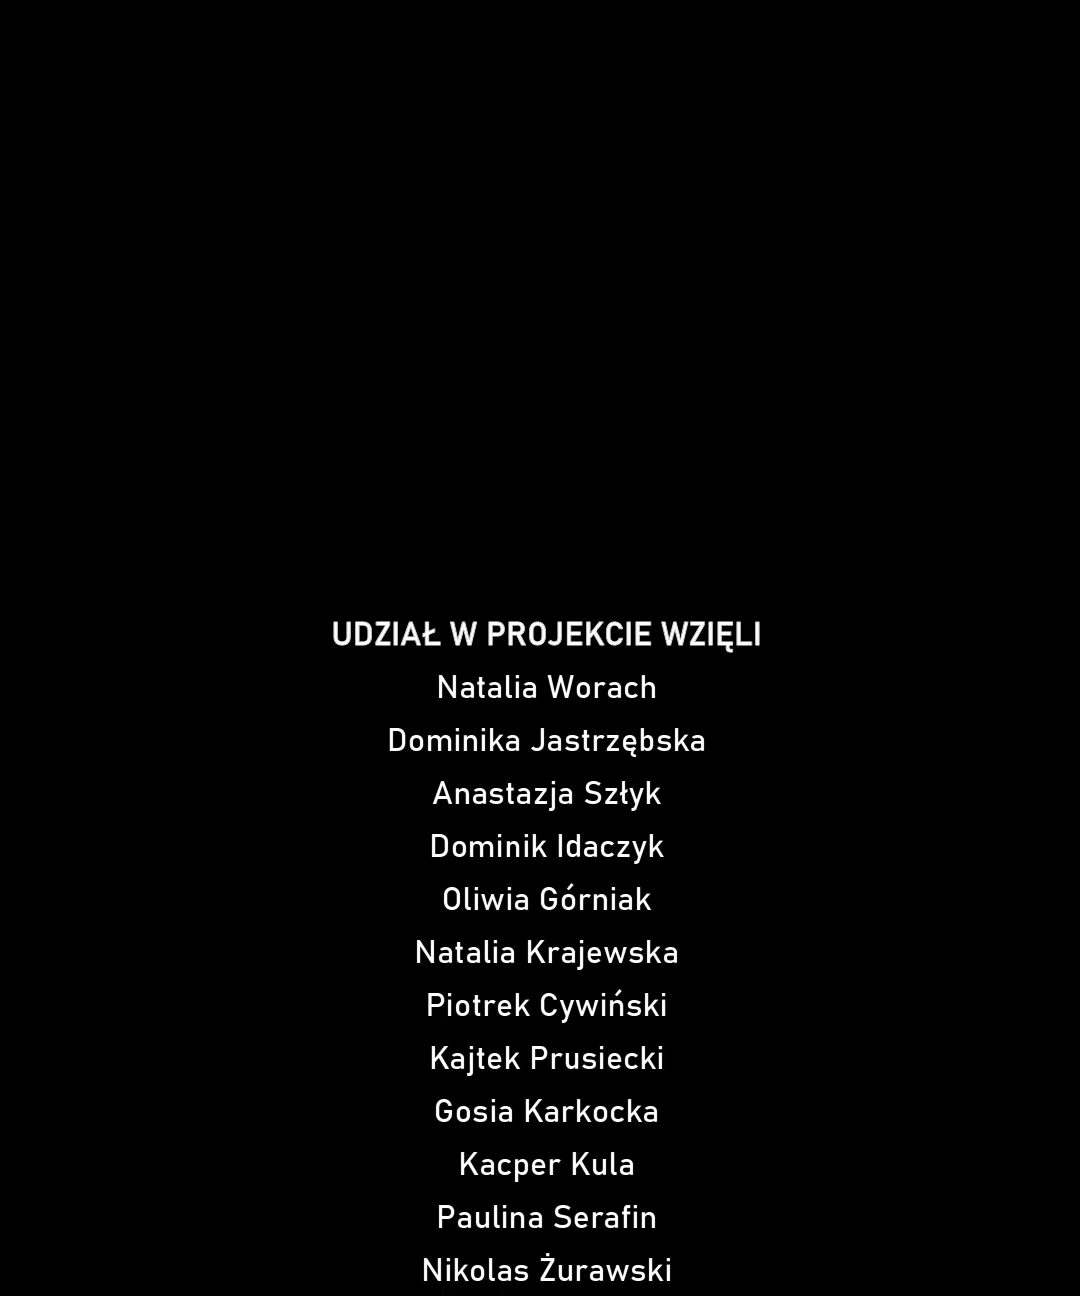 UDZIAŁ W PROJEKCIE WZIĘLI
Natalia Worach
Dominika Jastrzębska
Anastazja Szłyk
Dominik Idaczyk
Oliwia Górniak
Natalia Krajewska
Piotrek Cywiński
Kajtek Prusiecki
Gosia Karkocka
Kacper Kula
Paulina Serafin
Nikolas Żurawski